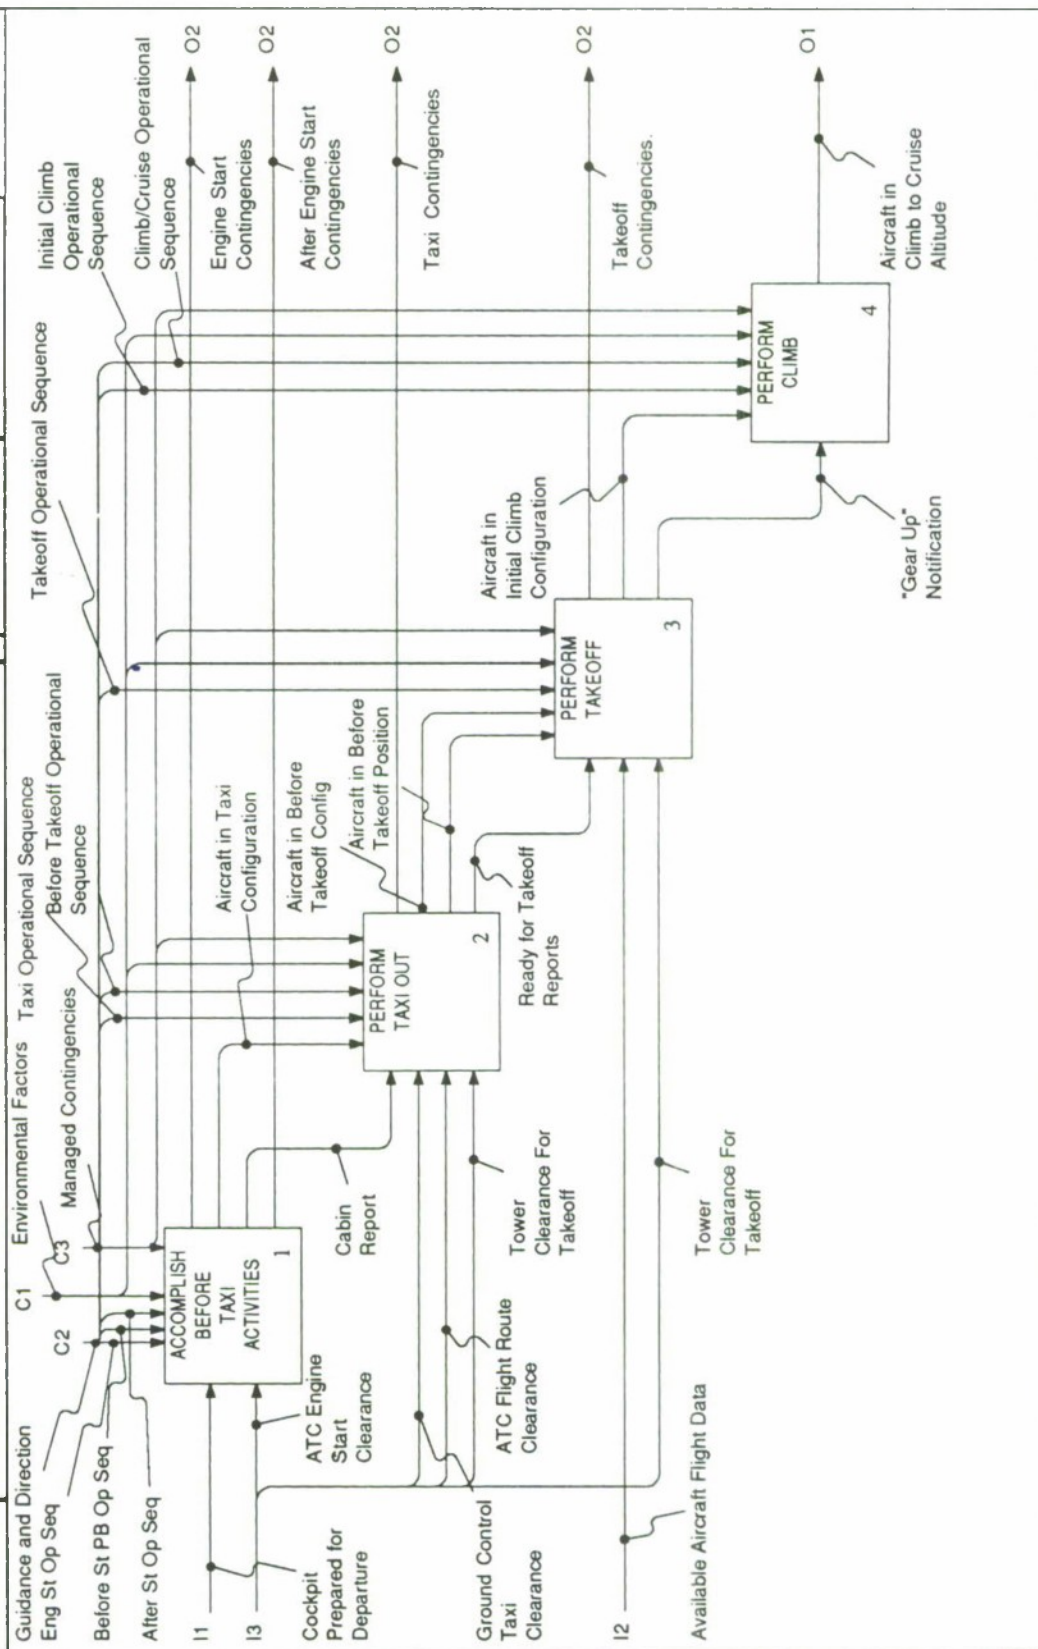 Guidance and Direction
Eng St Op Seq
Before St PB Op Seq
After St Op Seq
C2
C1
C3
Environmental Factors
Managed Contingencies
Taxi Operational Sequence
Before Takeoff Operational
Sequence
Takeoff Operational Sequence
Initial Climb
Operational
Sequence
Climb/Cruise Operational
Sequence
O2
O2
O2
O2
O1
Engine Start
Contingencies
After Engine Start
Contingencies
Taxi Contingencies
Takeoff
Contingencies.
Aircraft in
Climb to Cruise
Altitude
I1
I3
Cockpit
Prepared for
Departure
ATC Engine
Start
Clearance
ACCOMPLISH
BEFORE
TAXI
ACTIVITIES
1
Cabin
Report
Aircraft in Taxi
Configuration
Ground Control
Taxi
Clearance
ATC Flight Route
Clearance
Tower
Clearance For
Takeoff
PERFORM
TAXI OUT
2
Aircraft in Before
Takeoff Config
Aircraft in Before
Takeoff Position
Ready for Takeoff
Reports
I2
Available Aircraft Flight Data
Tower
Clearance For
Takeoff
PERFORM
TAKEOFF
3
Aircraft in
Initial Climb
Configuration
"Gear Up"
Notification
PERFORM
CLIMB
4